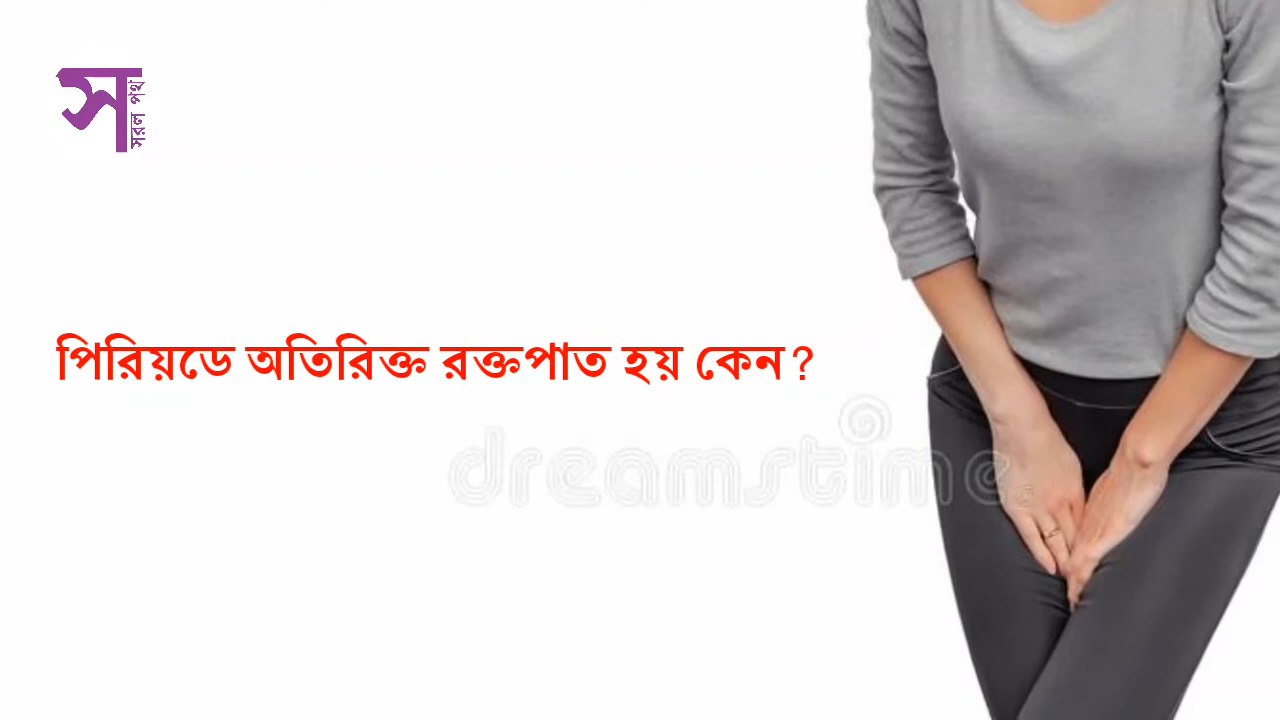 স
সরল পথ
পিরিয়ডে অতিরিক্ত রক্তপাত হয় কেন?
dreamstime